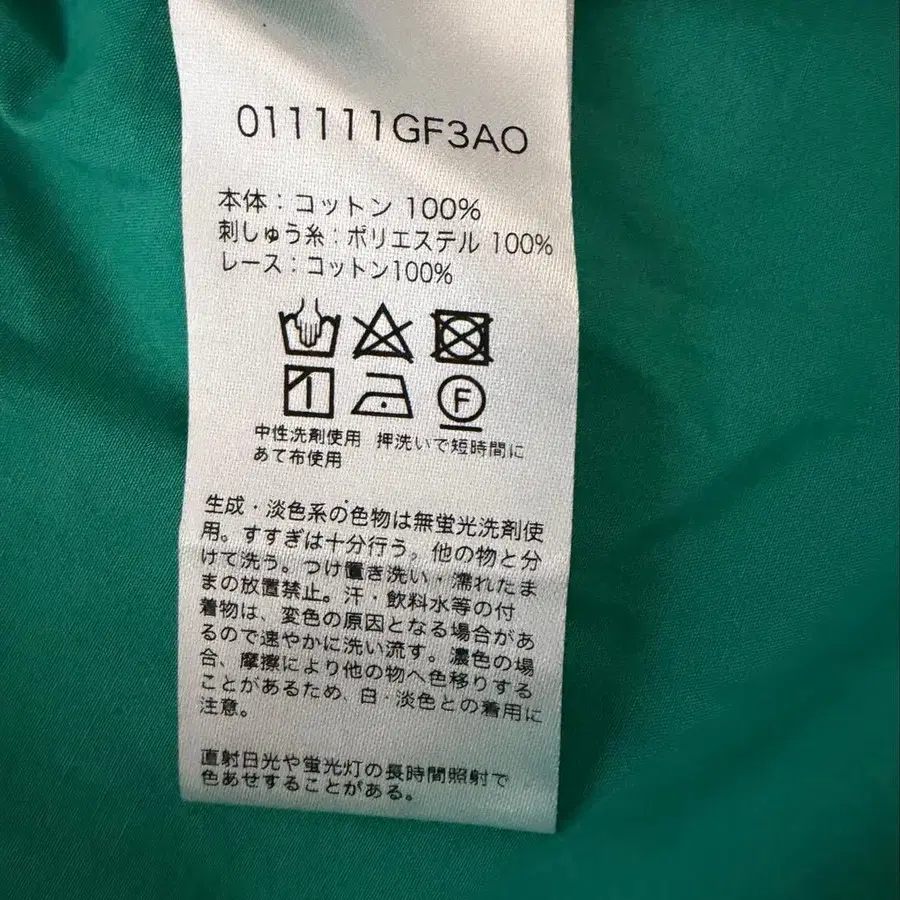 011111GF3AO
本体：コットン 100%
刺しゅう糸：ポリエステル 100%
レース：コットン100%
F
中性洗剤使用 押洗いで短時間に
あて布使用
生成・淡色系の色物は無蛍光洗剤使
用。すすぎは十分行う。他の物と分
けて洗う。つけ置き洗い・濡れたま
まの放置禁止。汗・飲料水等の付
着物は、変色の原因となる場合があ
るので速やかに洗い流す。濃色の場
合、摩擦により他の物へ色移りする
ことがあるため、白・淡色との着用に
注意。
直射日光や蛍光灯の長時間照射で
色あせすることがある。